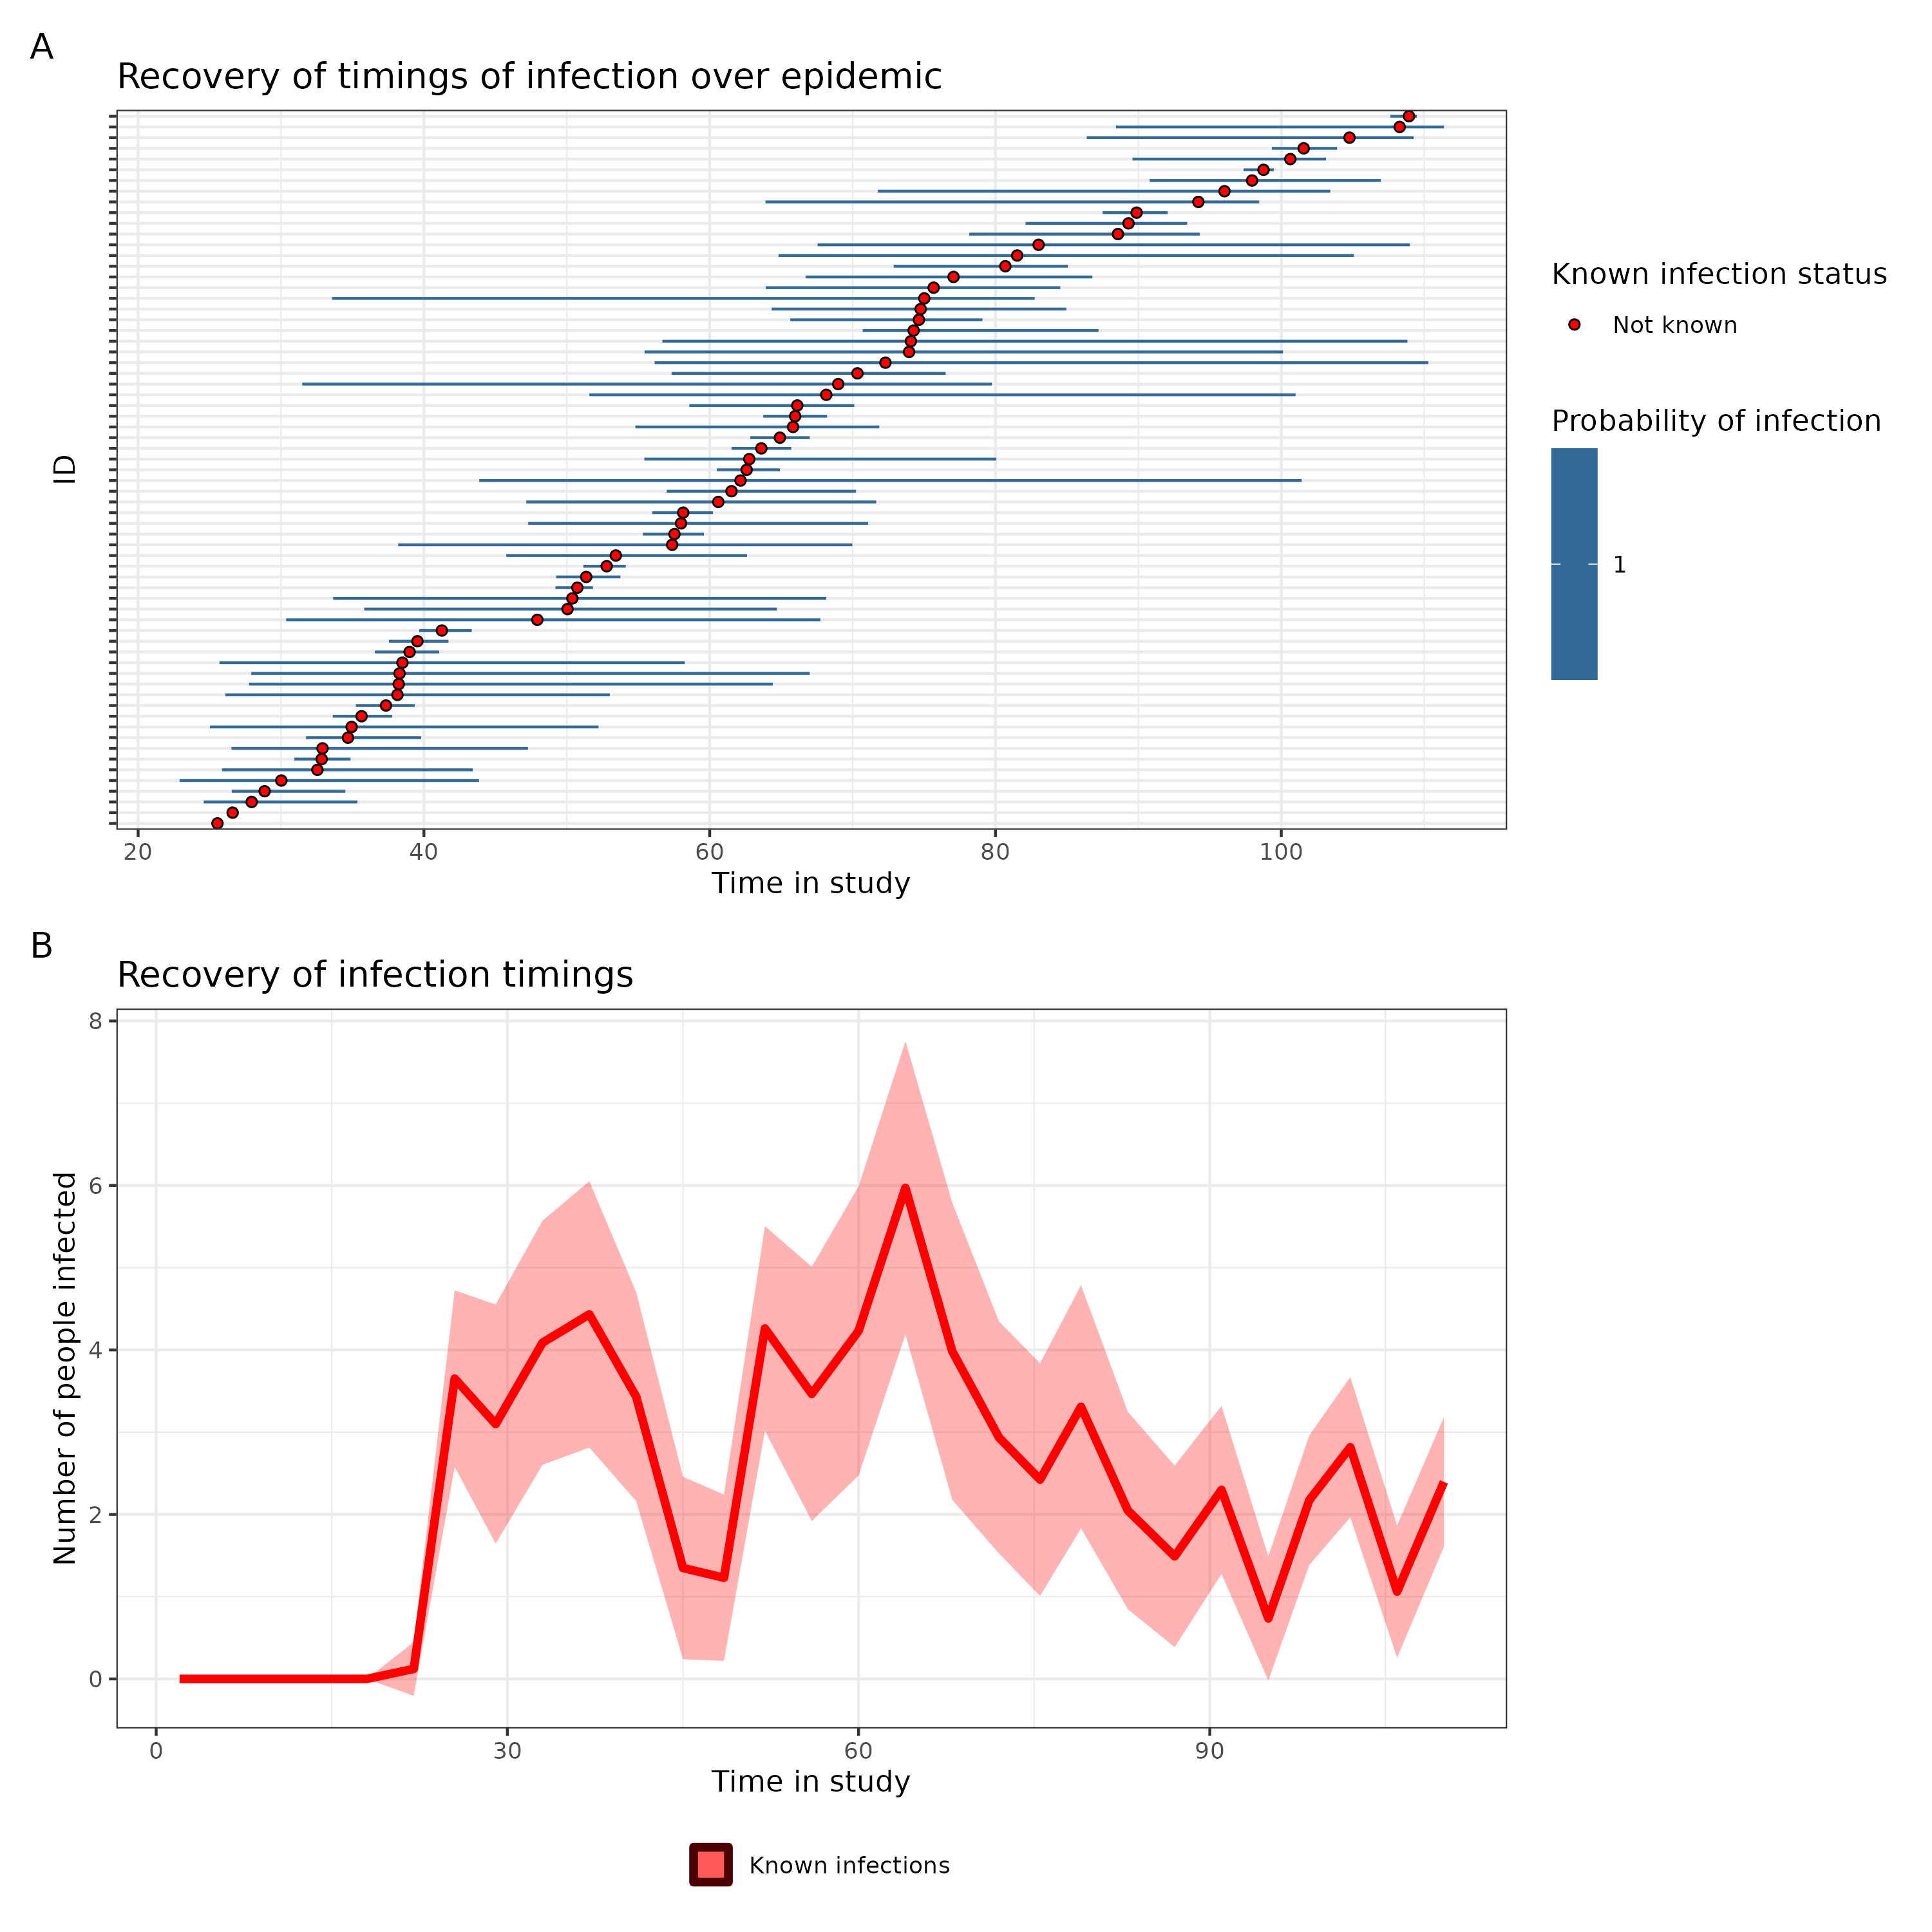 A
Recovery of timings of infection over epidemic
ID
20 40 60 80 100
Time in study
Known infection status
Not known
Probability of infection
1
B
Recovery of infection timings
Number of people infected
8
6
4
2
0
0 30 60 90
Time in study
Known infections